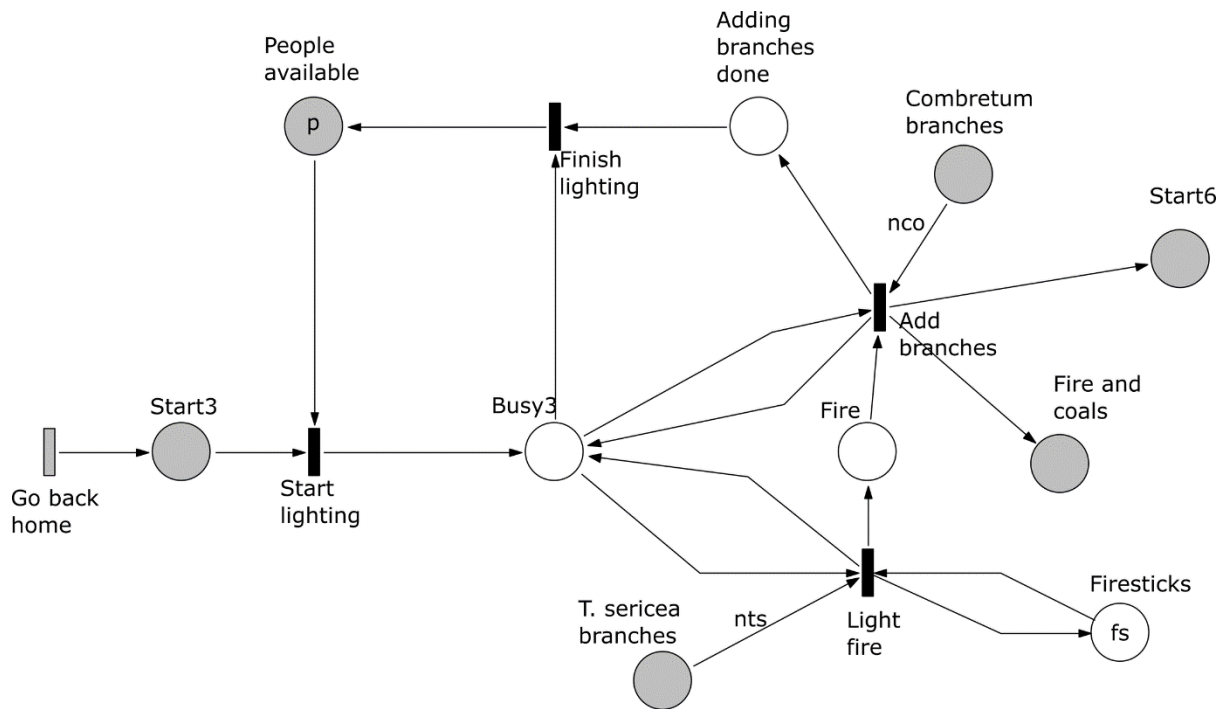 People
available
p
Adding
branches
done
Combretum
branches
Finish
lighting
nco
Start6
Start3
Busy3
Add
branches
Fire
Fire and
coals
Go back
home
Start
lighting
T. sericea
branches
nts
Light
fire
Firesticks
fs